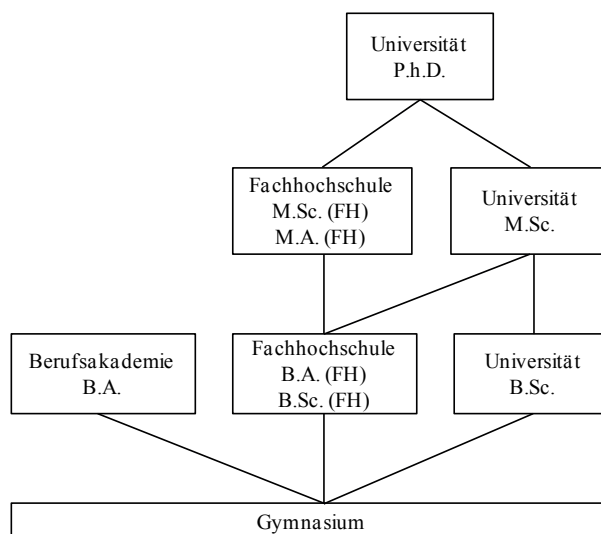 Universität
P.h.D.
Fachhochschule
M.Sc. (FH)
M.A. (FH)
Universität
M.Sc.
Berufsakademie
B.A.
Fachhochschule
B.A. (FH)
B.Sc. (FH)
Universität
B.Sc.
Gymnasium